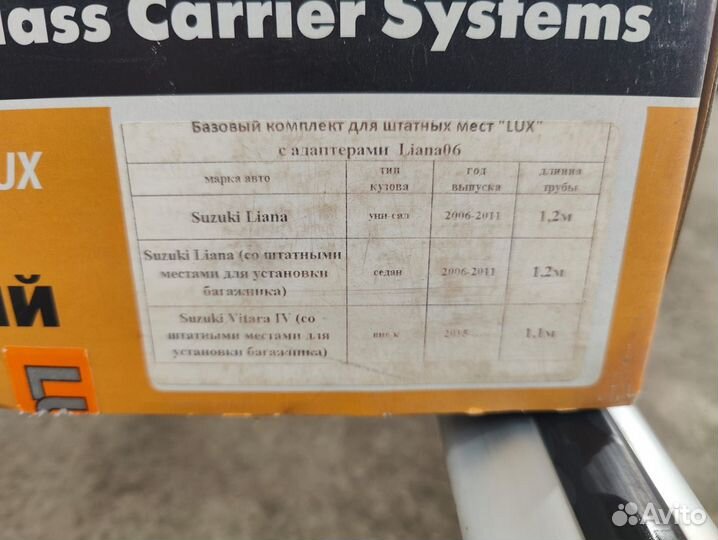 lass Carrier Systems
UX
Базовый комплект для штатных мест "LUX"
с адаптерами Liana06
марка авто
тип
кузова
год
выпуска
длина
трубы
Suzuki Liana
2006-2011
1,2м
Suzuki Liana (со штатными
местами для установки
багажника)
седан
2006-2011
1,2м
Suzuki Vitara IV (со
штатными местами для
установки багажника)
2015-...
1,1м
ый
Avito